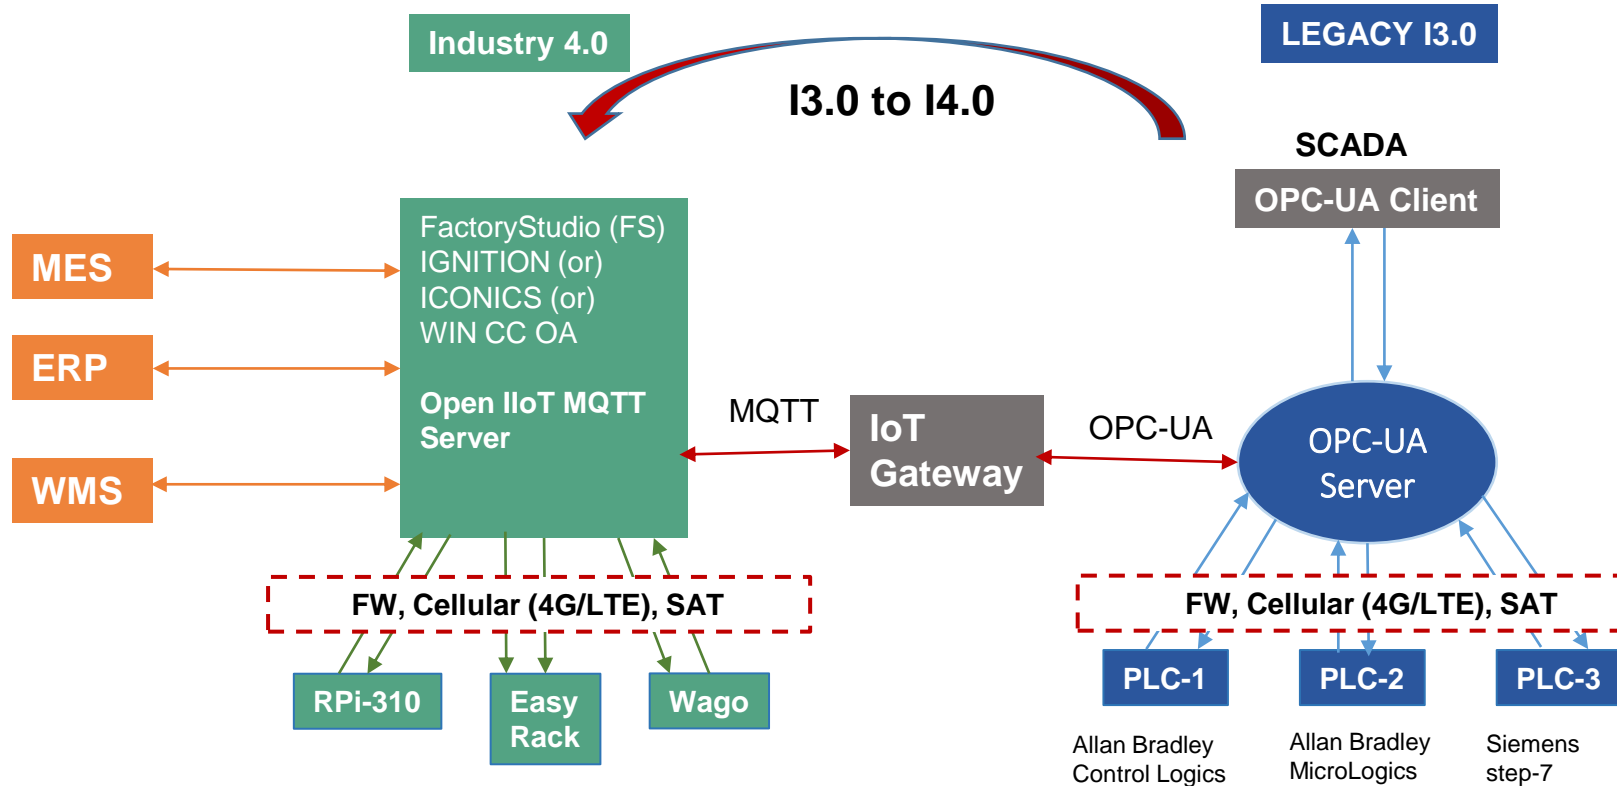 Industry 4.0
LEGACY I3.0
I3.0 to I4.0
SCADA
OPC-UA Client
FactoryStudio (FS)
IGNITION (or)
ICONICS (or)
WIN CC OA
Open IIoT MQTT
Server
MES
ERP
WMS
MQTT
IoT
Gateway
OPC-UA
OPC-UA
Server
FW, Cellular (4G/LTE), SAT
FW, Cellular (4G/LTE), SAT
RPi-310
Easy
Rack
Wago
PLC-1
PLC-2
PLC-3
Allan Bradley
Control Logics
Allan Bradley
MicroLogics
Siemens
step-7